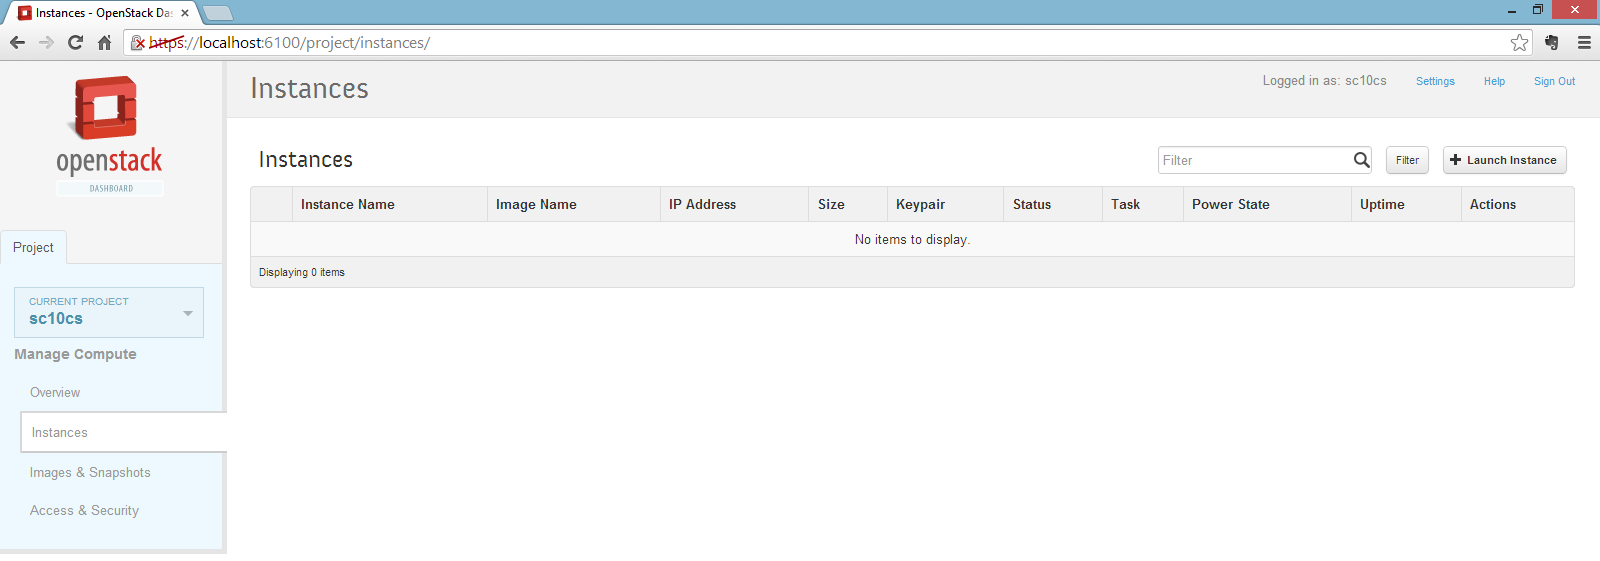 Instances - OpenStack Das
https://localhost:6100/project/instances/
openstack
DASHBOARD
Project
CURRENT PROJECT
sc10cs
Manage Compute
Overview
Instances
Images & Snapshots
Access & Security
Instances
Logged in as: sc10cs Settings Help Sign Out
Instances
Filter Filter Launch Instance
Instance Name Image Name IP Address Size Keypair Status Task Power State Uptime Actions
No items to display.
Displaying 0 items